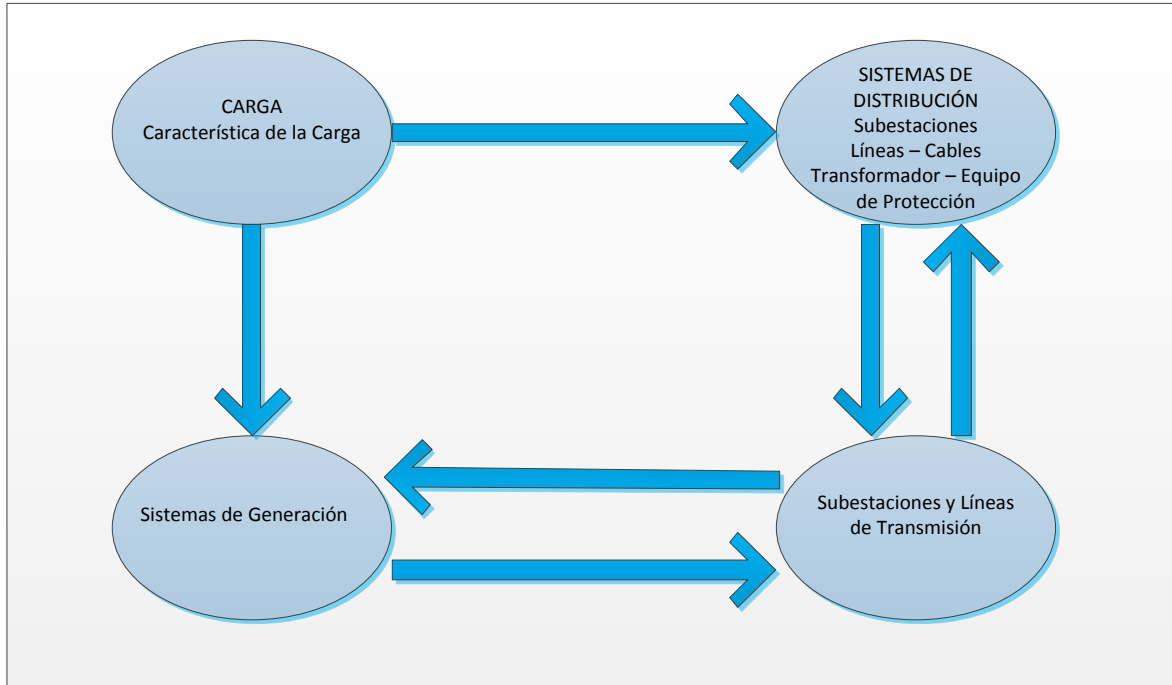 CARGA
Característica de la Carga
SISTEMAS DE
DISTRIBUCIÓN
Subestaciones
Líneas – Cables
Transformador – Equipo
de Protección
Sistemas de Generación
Subestaciones y Líneas
de Transmisión